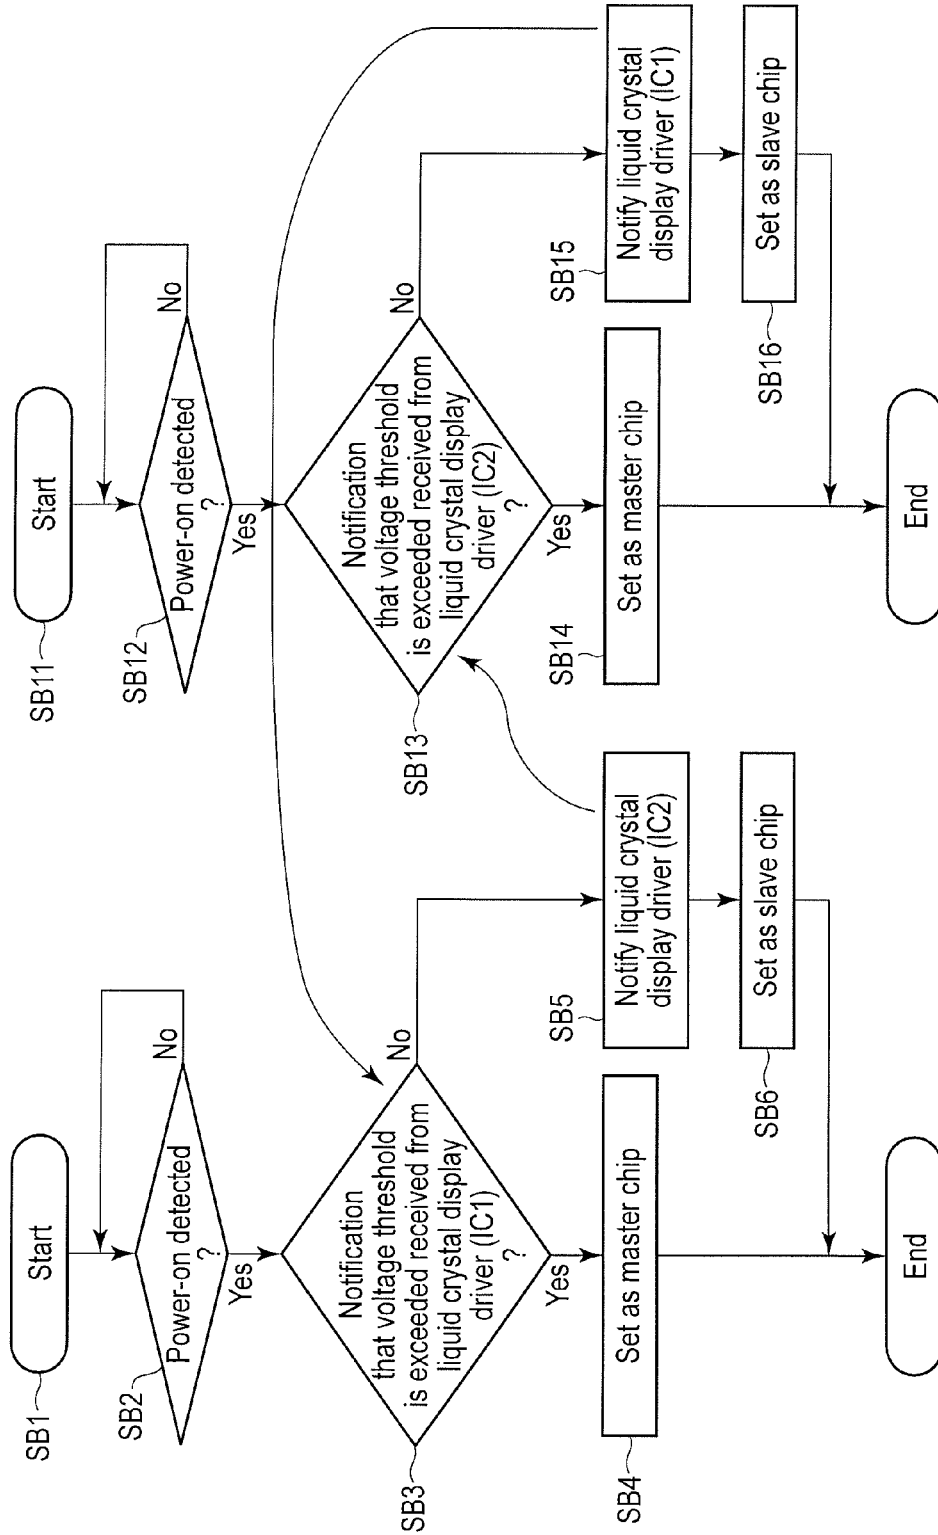 SB1
Start
SB2
Power-on detected
?
No
Yes
SB3
Notification
that voltage threshold
is exceeded received from
liquid crystal display
driver (IC1)
?
No
Yes
SB4
Set as master chip
SB5
Notify liquid crystal
display driver (IC2)
SB6
Set as slave chip
End
SB11
Start
SB12
Power-on detected
?
No
Yes
SB13
Notification
that voltage threshold
is exceeded received from
liquid crystal display
driver (IC2)
?
No
Yes
SB14
Set as master chip
SB15
Notify liquid crystal
display driver (IC1)
SB16
Set as slave chip
End